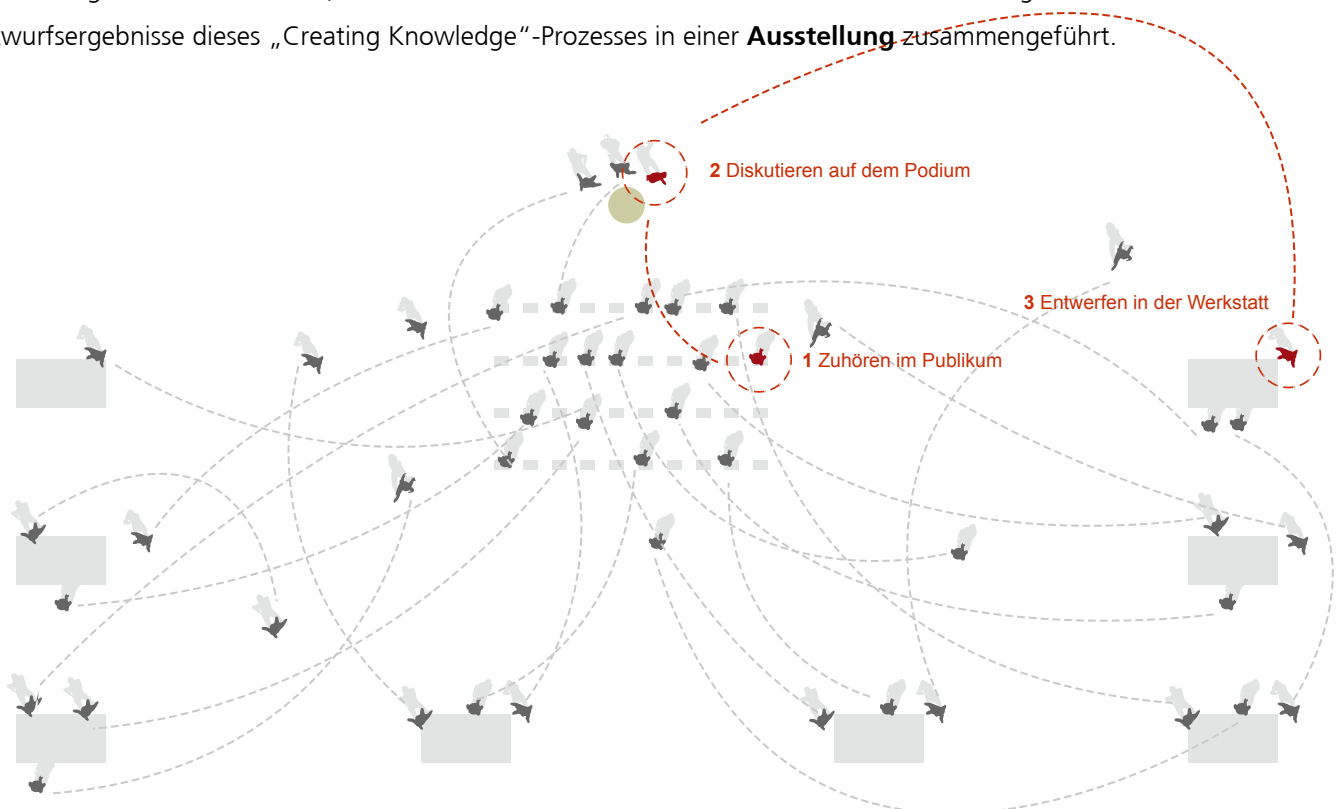 wurfsergebnisse dieses „Creating Knowledge“-Prozesses in einer Ausstellung zusammengeführt.
2 Diskutieren auf dem Podium
3 Entwerfen in der Werkstatt
1 Zuhören im Publikum